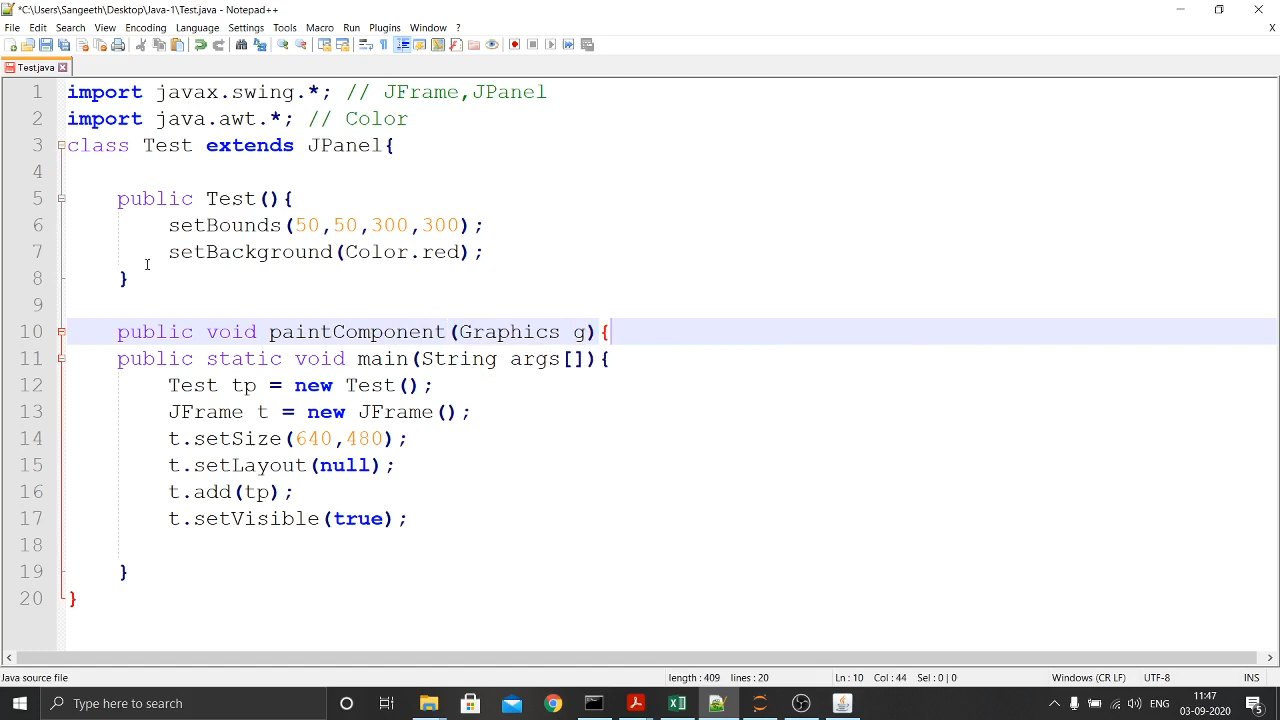 *C:\Users\Sangeeth\Desktop\Java-1\Test.java - Notepad++
File Edit Search View Encoding Language Settings Tools Macro Run Plugins Window ? X
Test.java
1 import javax.swing.*; // JFrame,JPanel
2 import java.awt.*; // Color
3 class Test extends JPanel{
4
5 public Test(){
6 setBounds(50,50,300,300);
7 setBackground(Color.red);
8 }
9
10 public void paintComponent(Graphics g){
11 public static void main(String args[]){
12 Test tp = new Test();
13 JFrame t = new JFrame();
14 t.setSize(640,480);
15 t.setLayout(null);
16 t.add(tp);
17 t.setVisible(true);
18
19 }
20 }
Java source file length : 409 lines : 20 Ln : 10 Col : 44 Sel : 0 | 0 Windows (CR LF) UTF-8 INS
Type here to search ENG 11:47
03-09-2020 5